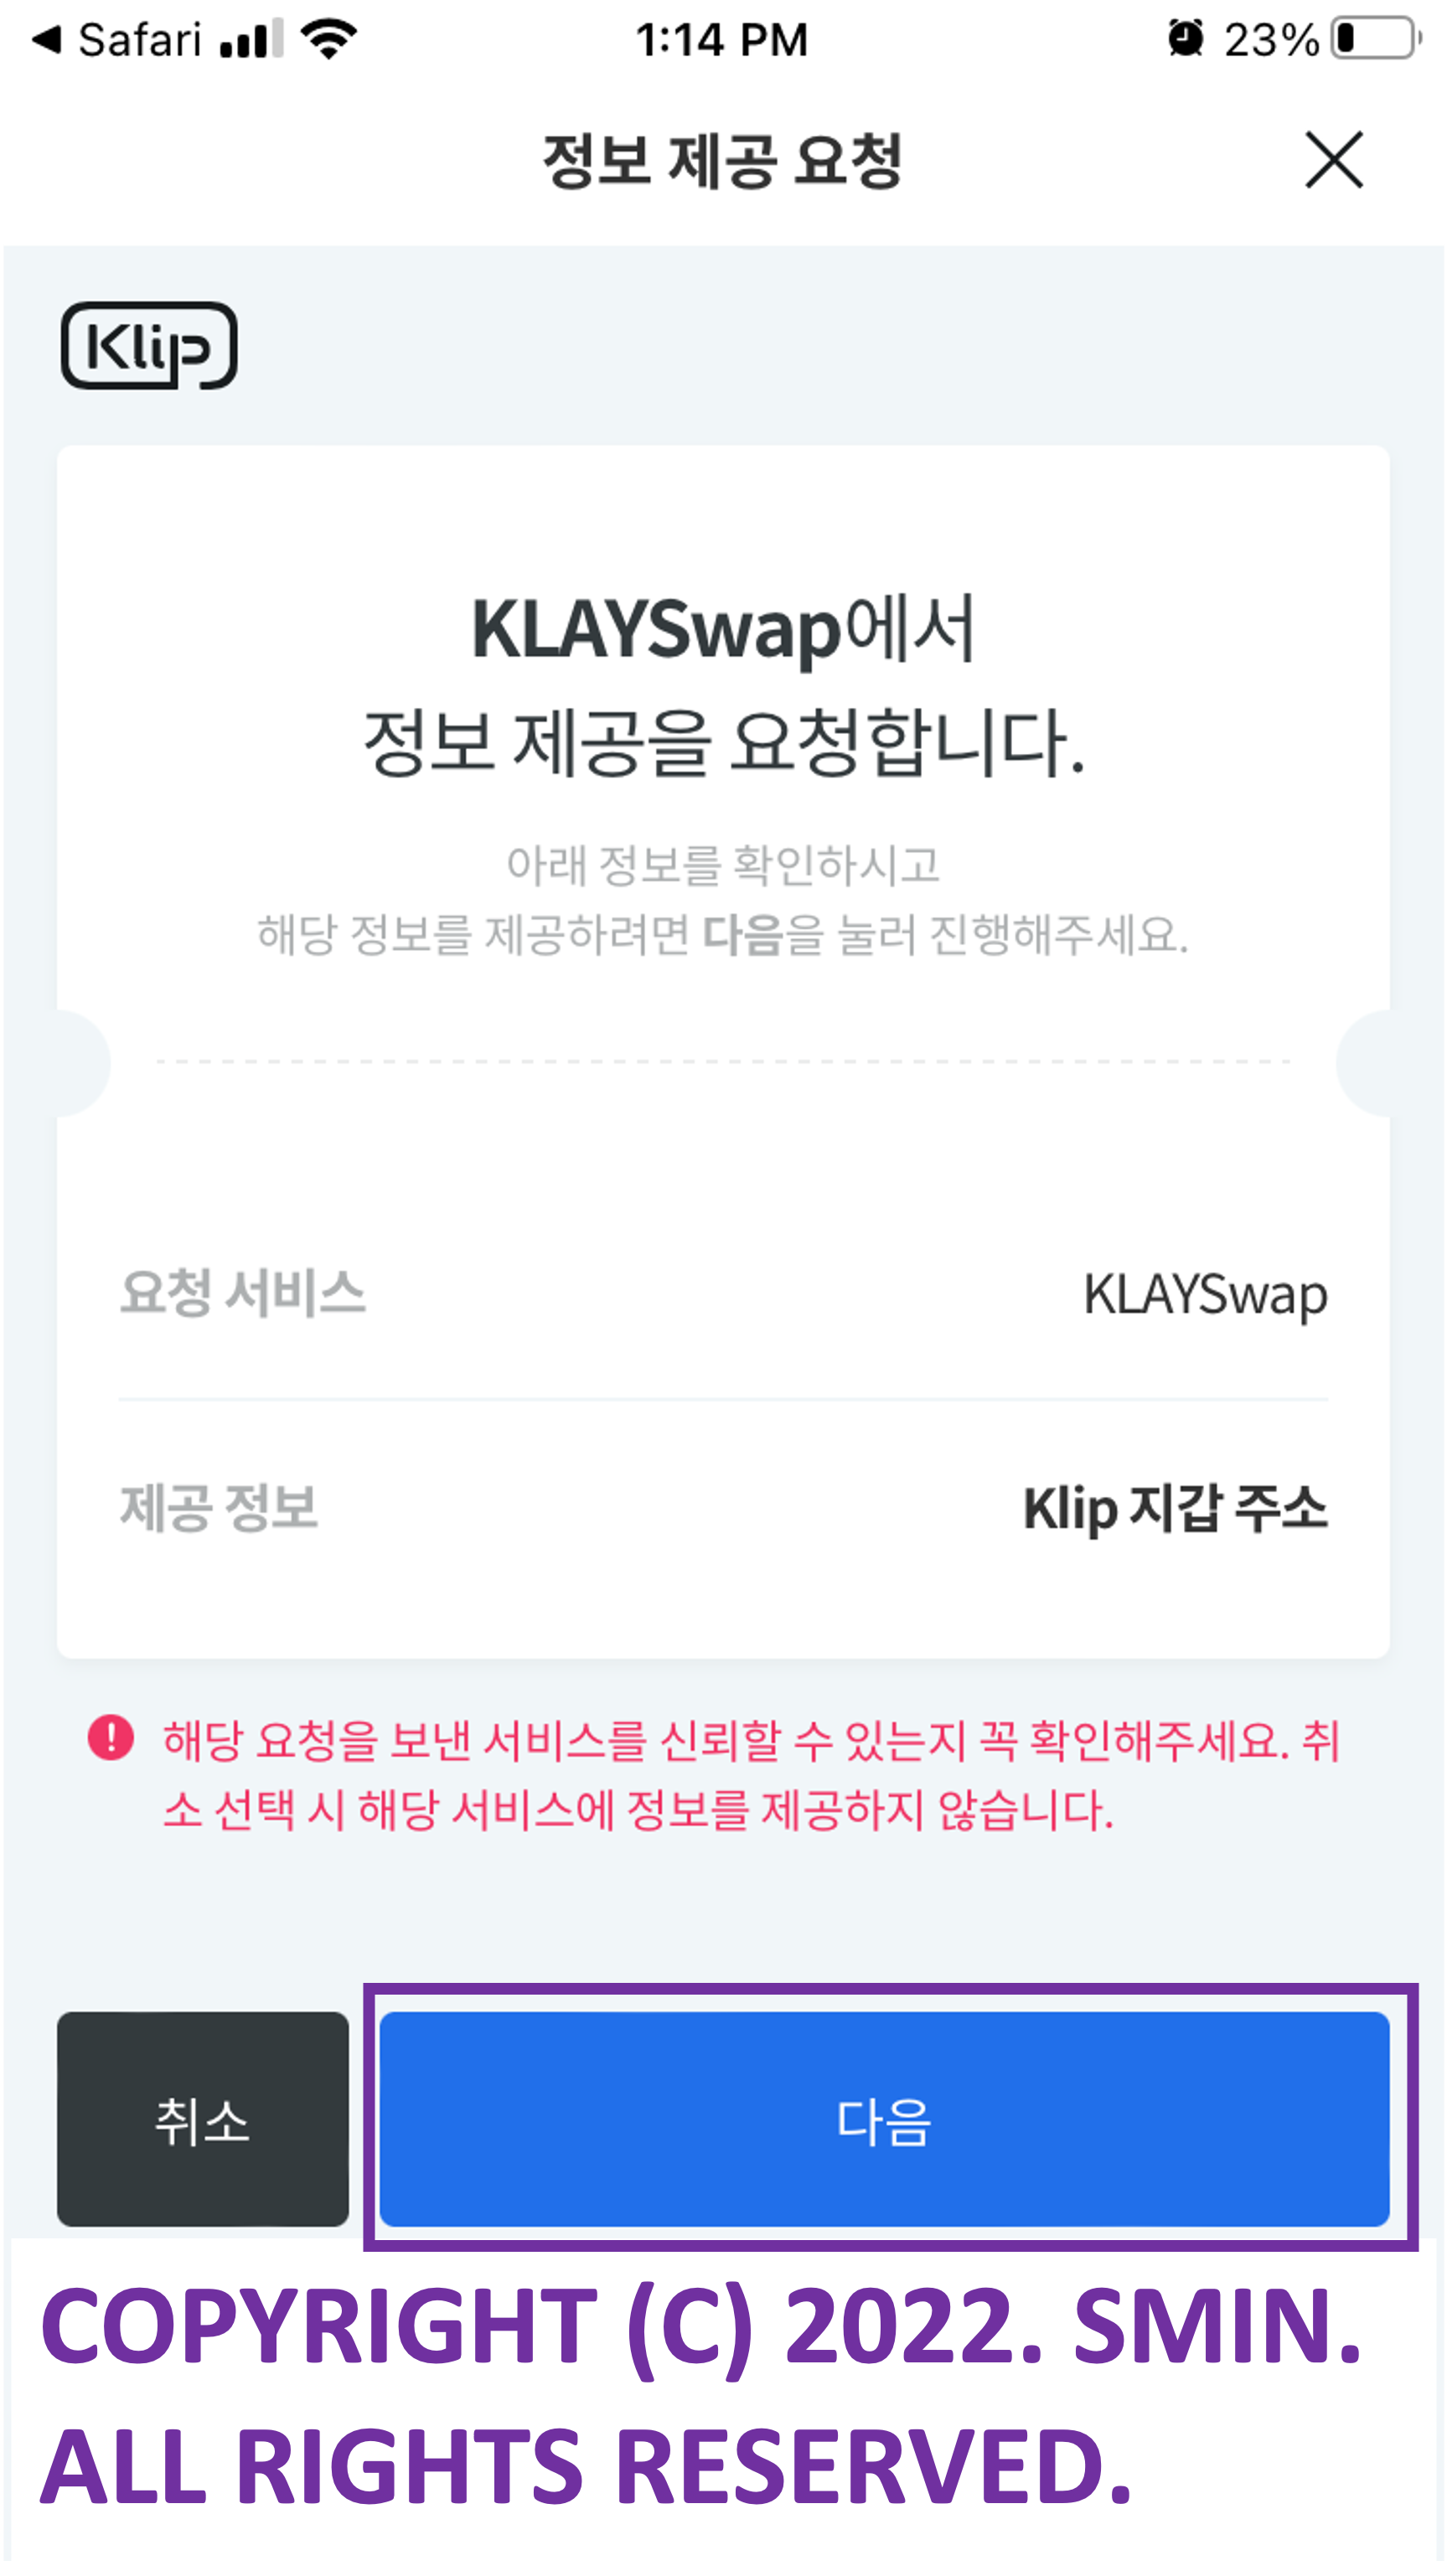 Safari 1:14 PM 23%
정보 제공 요청
Klip
KLAYSwap에서
정보 제공을 요청합니다.
아래 정보를 확인하시고
해당 정보를 제공하려면 다음을 눌러 진행해주세요.
요청 서비스 KLAYSwap
제공 정보 Klip 지갑 주소
해당 요청을 보낸 서비스를 신뢰할 수 있는지 꼭 확인해주세요. 취
소 선택 시 해당 서비스에 정보를 제공하지 않습니다.
취소 다음
COPYRIGHT (C) 2022. SMIN.
ALL RIGHTS RESERVED.